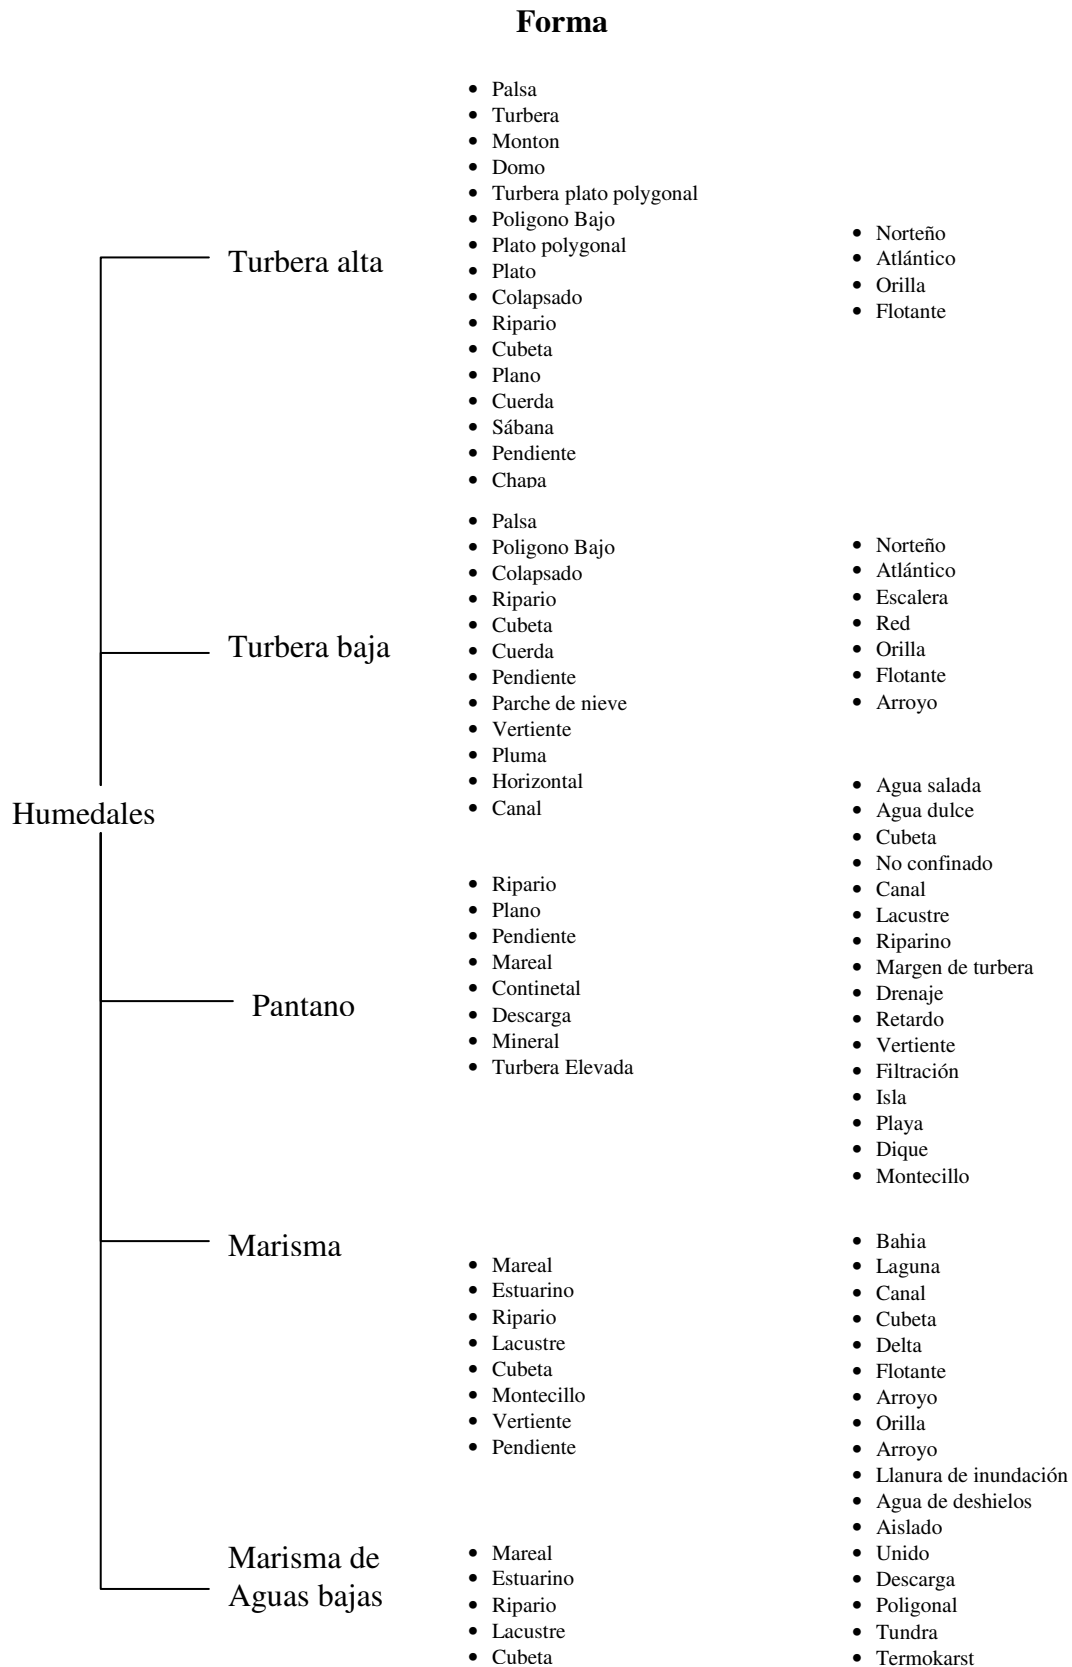 Forma
Humedales
Turbera alta
• Palsa
• Turbera
• Monton
• Domo
• Turbera plato polygonal
• Poligono Bajo
• Plato polygonal
• Plato
• Colapsado
• Ripario
• Cubeta
• Plano
• Cuerda
• Sábana
• Pendiente
• Chapa
• Norteño
• Atlántico
• Orilla
• Flotante
Turbera baja
• Palsa
• Poligono Bajo
• Colapsado
• Ripario
• Cubeta
• Cuerda
• Pendiente
• Parche de nieve
• Vertiente
• Pluma
• Horizontal
• Canal
• Norteño
• Atlántico
• Escalera
• Red
• Orilla
• Flotante
• Arroyo
Pantano
• Ripario
• Plano
• Pendiente
• Mareal
• Continetal
• Descarga
• Mineral
• Turbera Elevada
• Agua salada
• Agua dulce
• Cubeta
• No confinado
• Canal
• Lacustre
• Riparino
• Margen de turbera
• Drenaje
• Retardo
• Vertiente
• Filtración
• Isla
• Playa
• Dique
• Montecillo
Marisma
• Mareal
• Estuarino
• Ripario
• Lacustre
• Cubeta
• Montecillo
• Vertiente
• Pendiente
• Bahia
• Laguna
• Canal
• Cubeta
• Delta
• Flotante
• Arroyo
• Orilla
• Arroyo
• Llanura de inundación
• Agua de deshielos
• Aislado
• Unido
• Descarga
• Poligonal
• Tundra
• Termokarst
Marisma de
Aguas bajas
• Mareal
• Estuarino
• Ripario
• Lacustre
• Cubeta